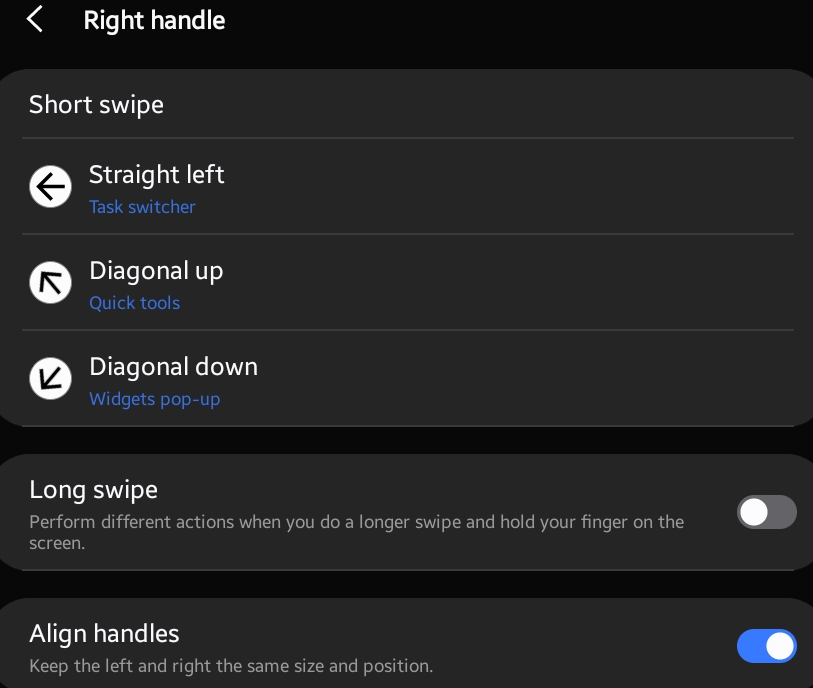 Right handle
Short swipe
Straight left
Task switcher
Diagonal up
Quick tools
Diagonal down
Widgets pop-up
Long swipe
Perform different actions when you do a longer swipe and hold your finger on the
screen.
Align handles
Keep the left and right the same size and position.